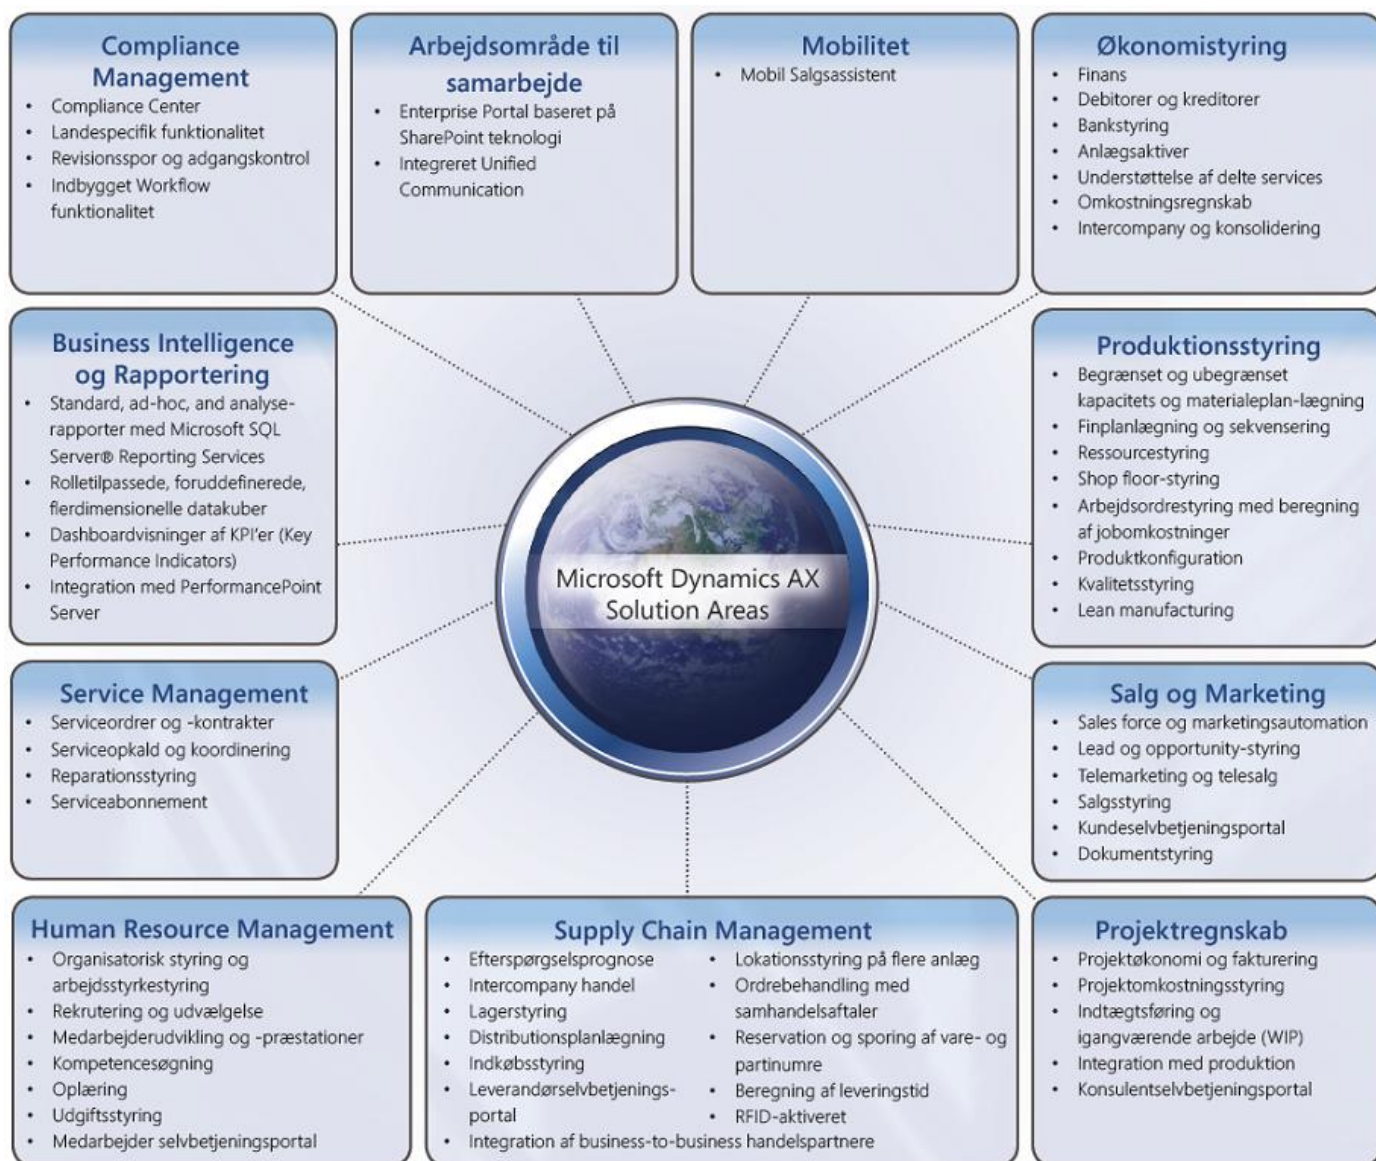 Compliance
Management
• Compliance Center
• Landespecifik funktionalitet
• Revisionsspor og adgangskontrol
• Indbygget Workflow
funktionalitet
Arbejdsområde til
samarbejde
• Enterprise Portal baseret på
SharePoint teknologi
• Integreret Unified
Communication
Mobilitet
• Mobil Salgsassistent
Økonomistyring
• Finans
• Debitorer og kreditorer
• Bankstyring
• Anlægsaktiver
• Understøttelse af delte services
• Omkostningsregnskab
• Intercompany og konsolidering
Business Intelligence
og Rapportering
• Standard, ad-hoc, and analyse-
rapporter med Microsoft SQL
Server® Reporting Services
• Rolletilpassede, foruddefinerede,
flerdimensionelle datakuber
• Dashboardvisninger af KPI'er (Key
Performance Indicators)
• Integration med PerformancePoint
Server
Microsoft Dynamics AX
Solution Areas
Produktionsstyring
• Begrænset og ubegrænset
kapacitets og materialeplan-lægning
• Finplanlægning og sekvensering
• Ressourcestyring
• Shop floor-styring
• Arbejdsordrestyring med beregning
af jobomkostninger
• Produktkonfiguration
• Kvalitetsstyring
• Lean manufacturing
Service Management
• Serviceordrer og -kontrakter
• Serviceopkald og koordinering
• Reparationsstyring
• Serviceabonnement
Salg og Marketing
• Sales force og marketingsautomation
• Lead og opportunity-styring
• Telemarketing og telesalg
• Salgsstyring
• Kundeselvbetjeningsportal
• Dokumentstyring
Human Resource Management
• Organisatorisk styring og
arbejdsstyrkestyring
• Rekrutering og udvælgelse
• Medarbejderudvikling og -præstationer
• Kompetencesøgning
• Oplæring
• Udgiftsstyring
• Medarbejder selvbetjeningsportal
Supply Chain Management
• Efterspørgselsprognose
• Intercompany handel
• Lagerstyring
• Distributionsplanlægning
• Indkøbsstyring
• Leverandørselvbetjenings-
portal
• Integration af business-to-business handelspartnere
• Lokationsstyring på flere anlæg
• Ordrebehandling med
samhandelsaftaler
• Reservation og sporing af vare- og
partinumre
• Beregning af leveringstid
• RFID-aktiveret
Projektregnskab
• Projektøkonomi og fakturering
• Projektomkostningsstyring
• Indtægtsføring og
igangværende arbejde (WIP)
• Integration med produktion
• Konsulentselvbetjeningsportal